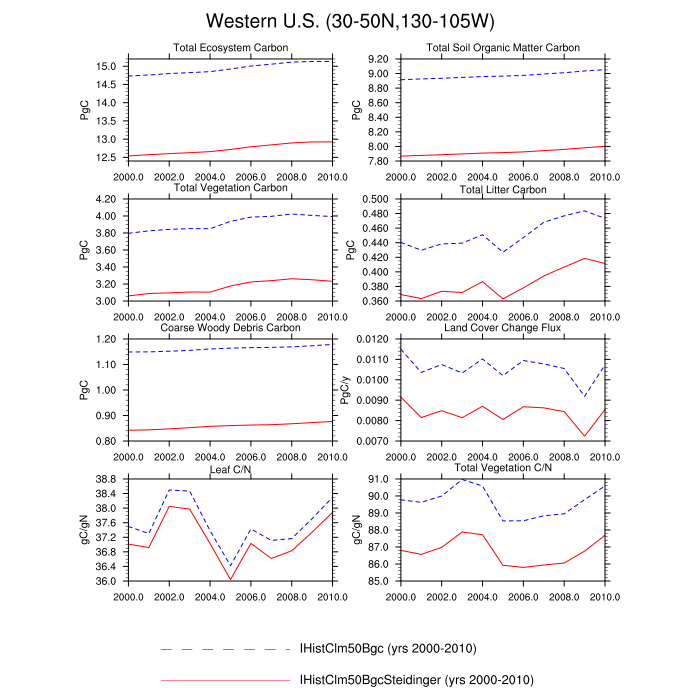 Western U.S. (30-50N,130-105W)
Total Ecosystem Carbon
PgC
15.0
14.5
14.0
13.5
13.0
12.5
2000.0 2002.0 2004.0 2006.0 2008.0 2010.0
Total Soil Organic Matter Carbon
PgC
9.20
9.00
8.80
8.60
8.40
8.20
8.00
7.80
2000.0 2002.0 2004.0 2006.0 2008.0 2010.0
Total Vegetation Carbon
PgC
4.20
4.00
3.80
3.60
3.40
3.20
3.00
2000.0 2002.0 2004.0 2006.0 2008.0 2010.0
Total Litter Carbon
PgC
0.500
0.480
0.460
0.440
0.420
0.400
0.380
0.360
2000.0 2002.0 2004.0 2006.0 2008.0 2010.0
Coarse Woody Debris Carbon
PgC
1.20
1.10
1.00
0.90
0.80
2000.0 2002.0 2004.0 2006.0 2008.0 2010.0
Land Cover Change Flux
PgC/y
0.0120
0.0110
0.0100
0.0090
0.0080
0.0070
2000.0 2002.0 2004.0 2006.0 2008.0 2010.0
Leaf C/N
gC/gN
38.8
38.4
38.0
37.6
37.2
36.8
36.4
36.0
2000.0 2002.0 2004.0 2006.0 2008.0 2010.0
Total Vegetation C/N
gC/gN
91.0
90.0
89.0
88.0
87.0
86.0
85.0
2000.0 2002.0 2004.0 2006.0 2008.0 2010.0
IHistClm50Bgc (yrs 2000-2010)
IHistClm50BgcSteidinger (yrs 2000-2010)